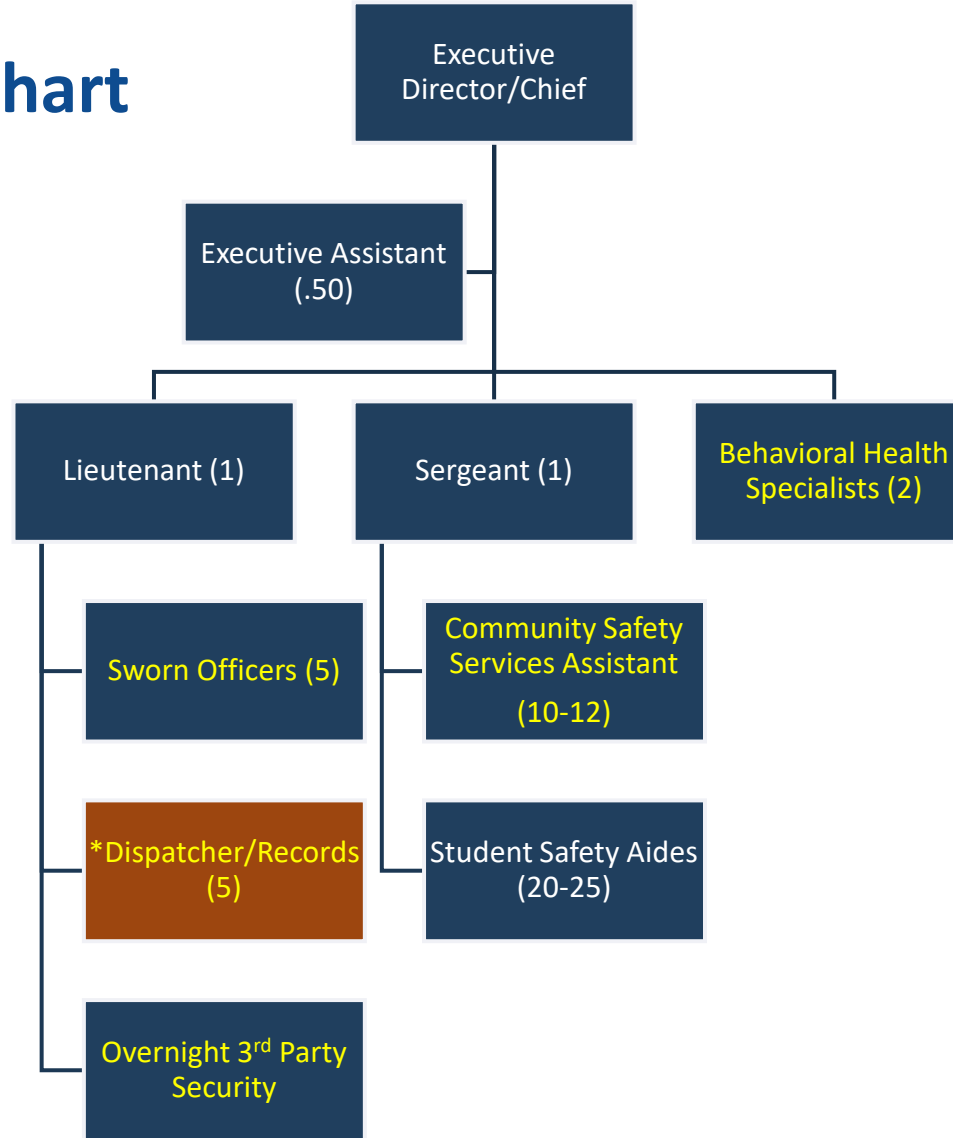 hart
Executive
Director/Chief
Executive Assistant
(.50)
Lieutenant (1)
Sergeant (1)
Behavioral Health
Specialists (2)
Sworn Officers (5)
Community Safety
Services Assistant
(10-12)
*Dispatcher/Records
(5)
Student Safety Aides
(20-25)
Overnight 3rd Party
Security